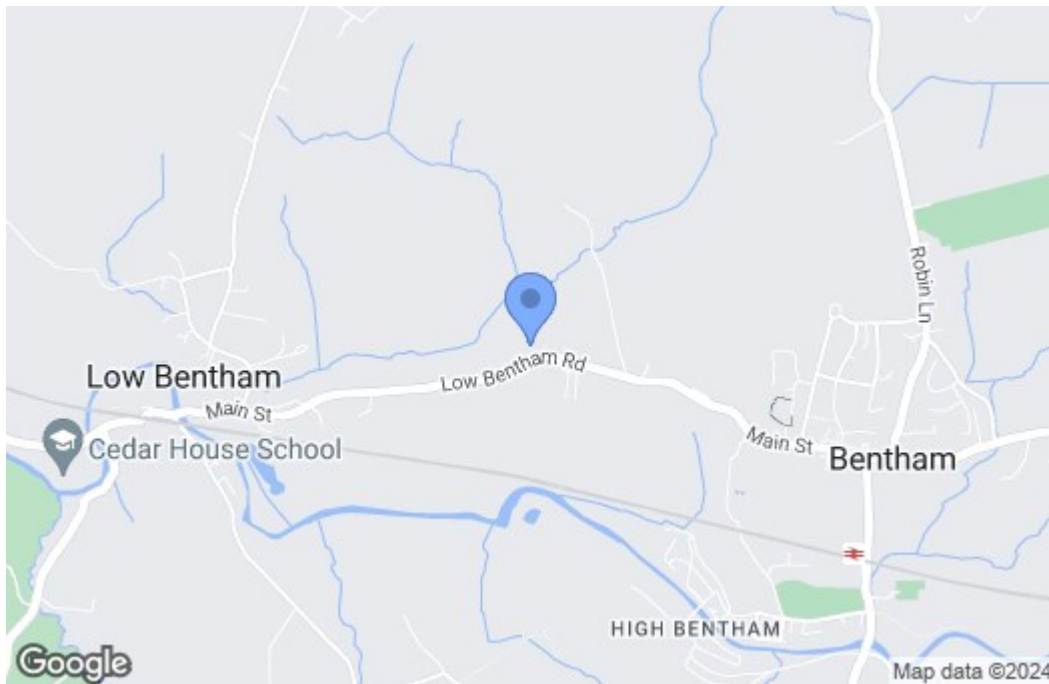 Robin Ln
Low Bentham Rd
Low Bentham
Main St
Cedar House School
Main St
Bentham
HIGH BENTHAM
Google
Map data ©2024